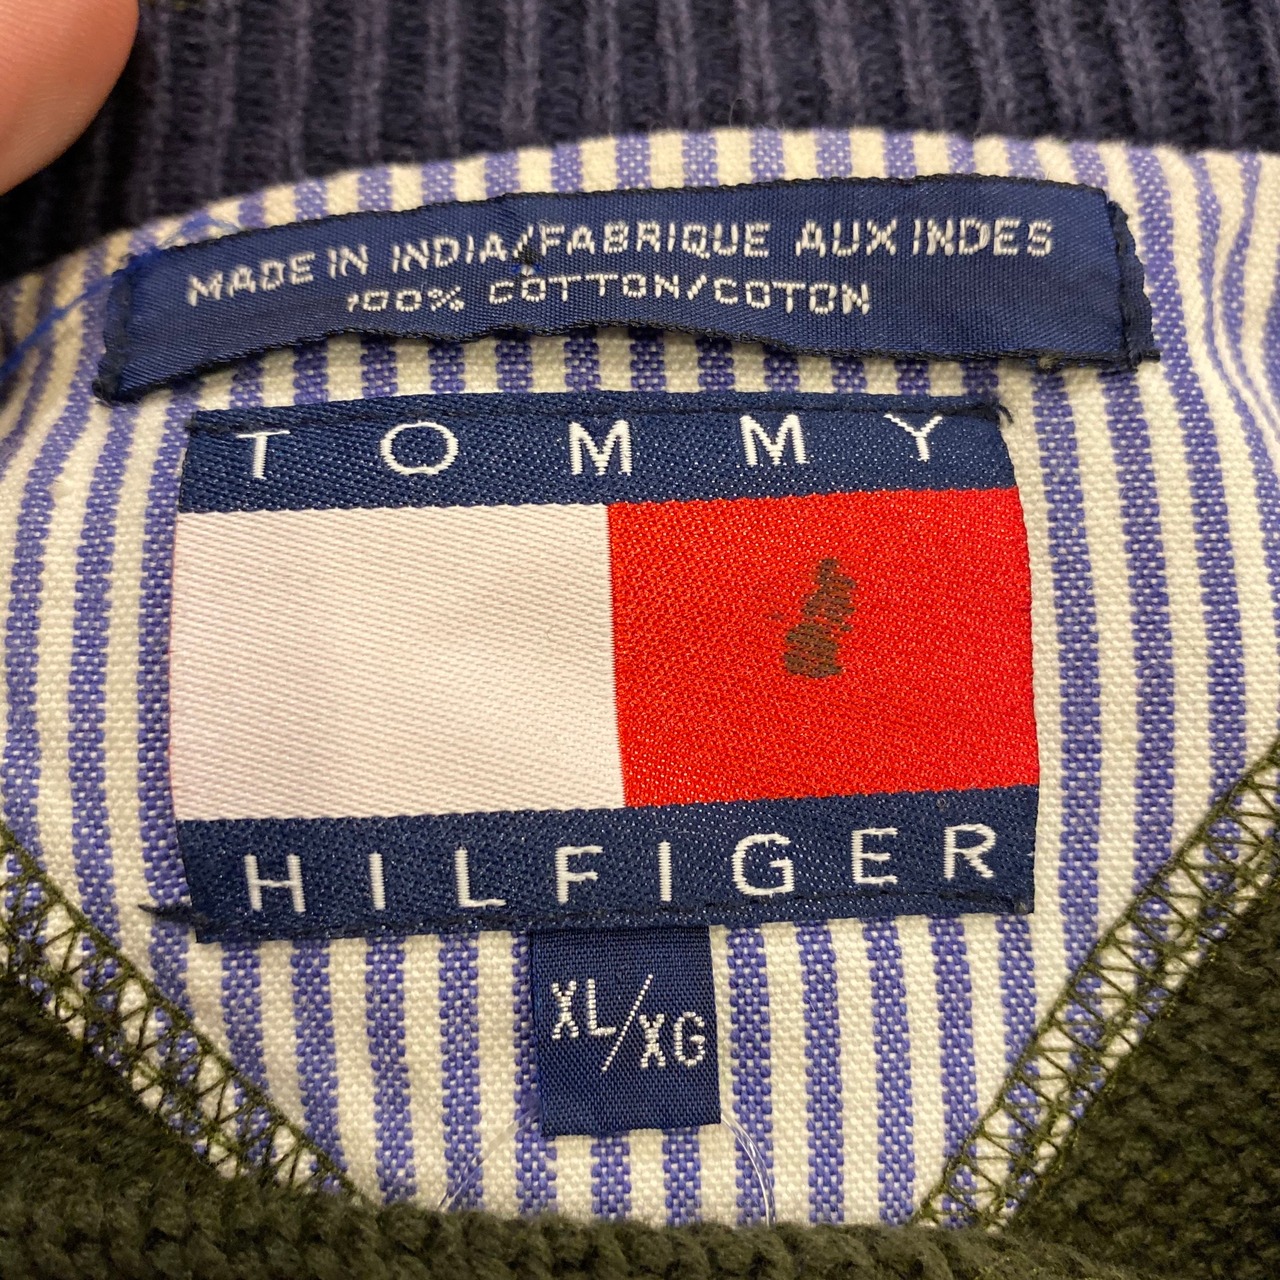 MADE IN INDIA/FABRIQUE AUX INDES
100% COTTON/COTON
TOMMY
HILFIGER
XL/XG